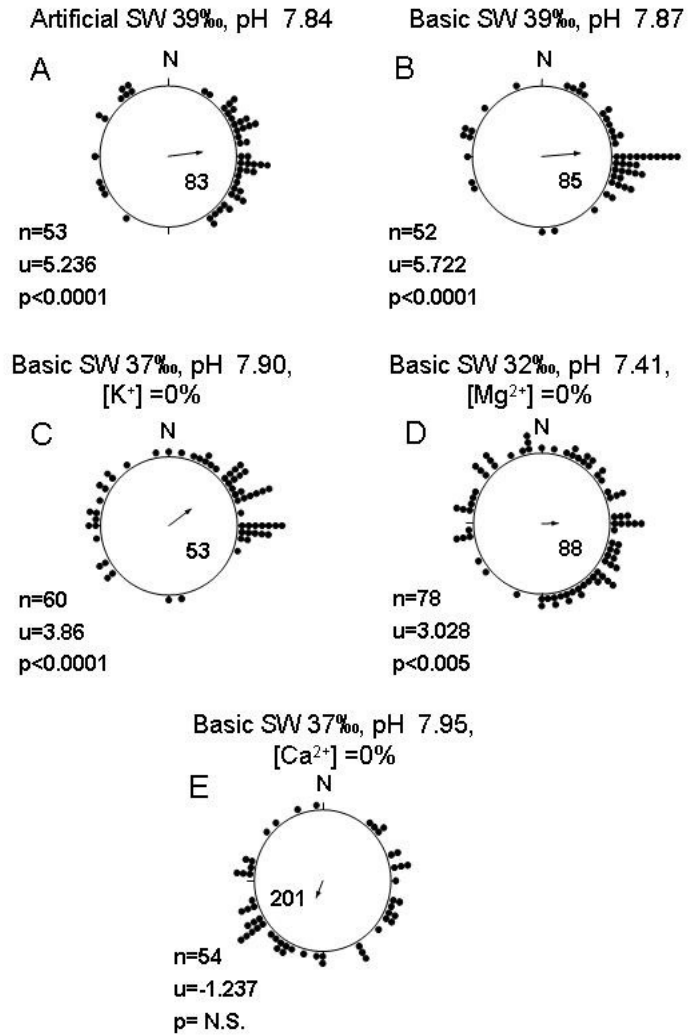 Artificial SW 39‰, pH 7.84
A
N
83
n=53
u=5.236
p<0.0001
Basic SW 39‰, pH 7.87
B
85
n=52
u=5.722
p<0.0001
Basic SW 37‰, pH 7.90,
[K⁺] =0%
C
N
53
n=60
u=3.86
p<0.0001
Basic SW 32‰, pH 7.41,
[Mg²⁺] =0%
D
N
88
n=78
u=3.028
p<0.005
Basic SW 37‰, pH 7.95,
[Ca²⁺] =0%
E
N
201
n=54
u=-1.237
p= N.S.